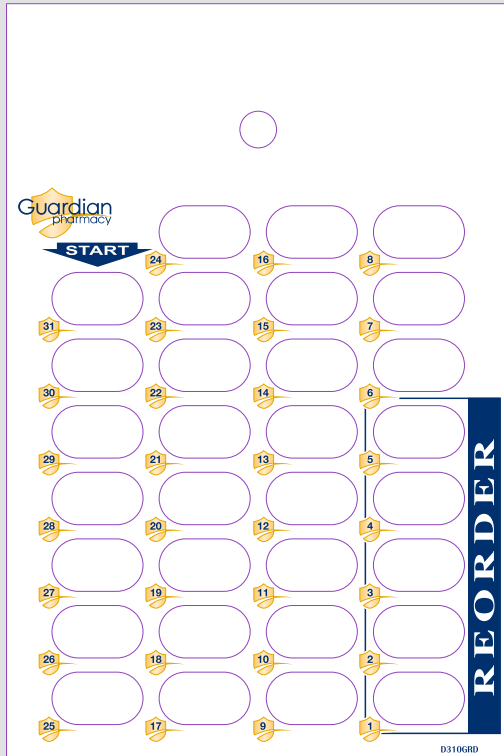 Guardian
pharmacy
START
24 16 8
31 23 15 7
30 22 14 6
29 21 13 5
28 20 12 4
27 19 11 3
26 18 10 2
25 17 9 1
REORDER
D310GRD